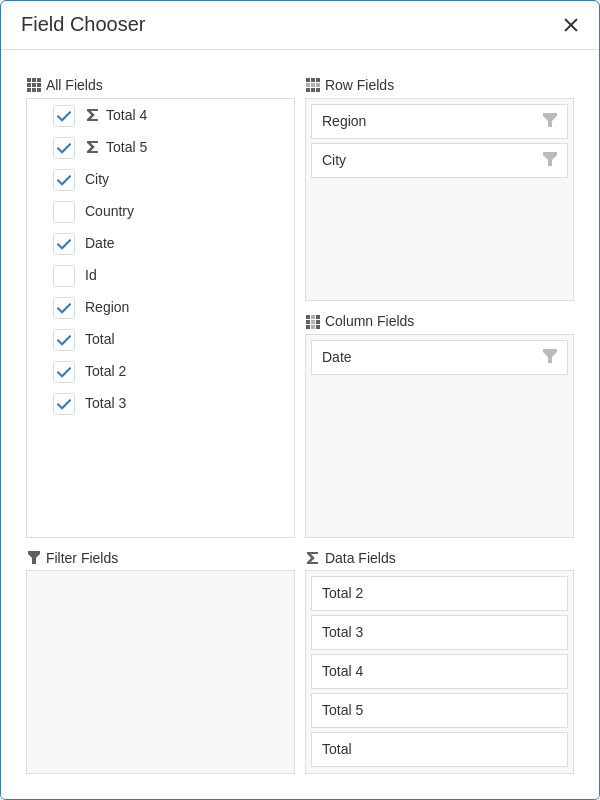 Field Chooser
All Fields
Total 4
Total 5
City
Country
Date
Id
Region
Total
Total 2
Total 3
Row Fields
Region
City
Column Fields
Date
Filter Fields
Data Fields
Total 2
Total 3
Total 4
Total 5
Total